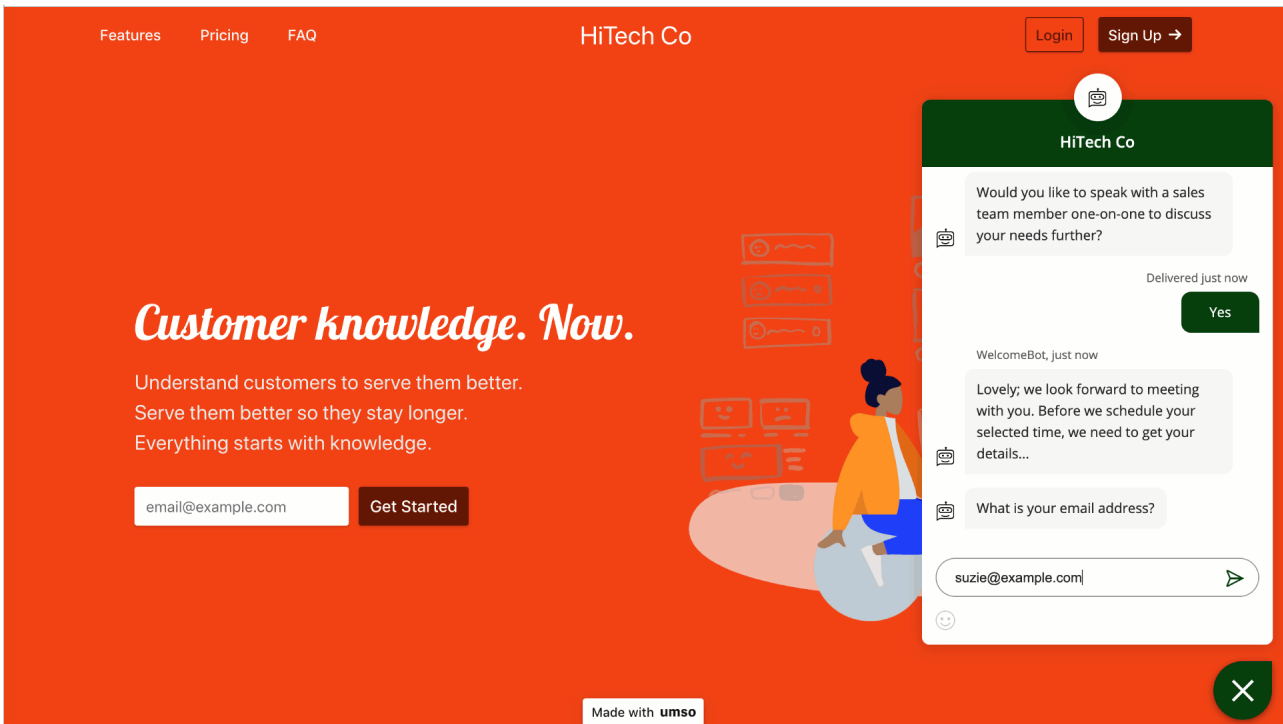 Features
Pricing
FAQ
HiTech Co
Login
Sign Up →
HiTech Co
Would you like to speak with a sales
team member one-on-one to discuss
your needs further?
Delivered just now
Yes
WelcomeBot, just now
Lovely; we look forward to meeting
with you. Before we schedule your
selected time, we need to get your
details...
What is your email address?
suzie@example.com
Customer knowledge. Now.
Understand customers to serve them better.
Serve them better so they stay longer.
Everything starts with knowledge.
email@example.com
Get Started
Made with umso